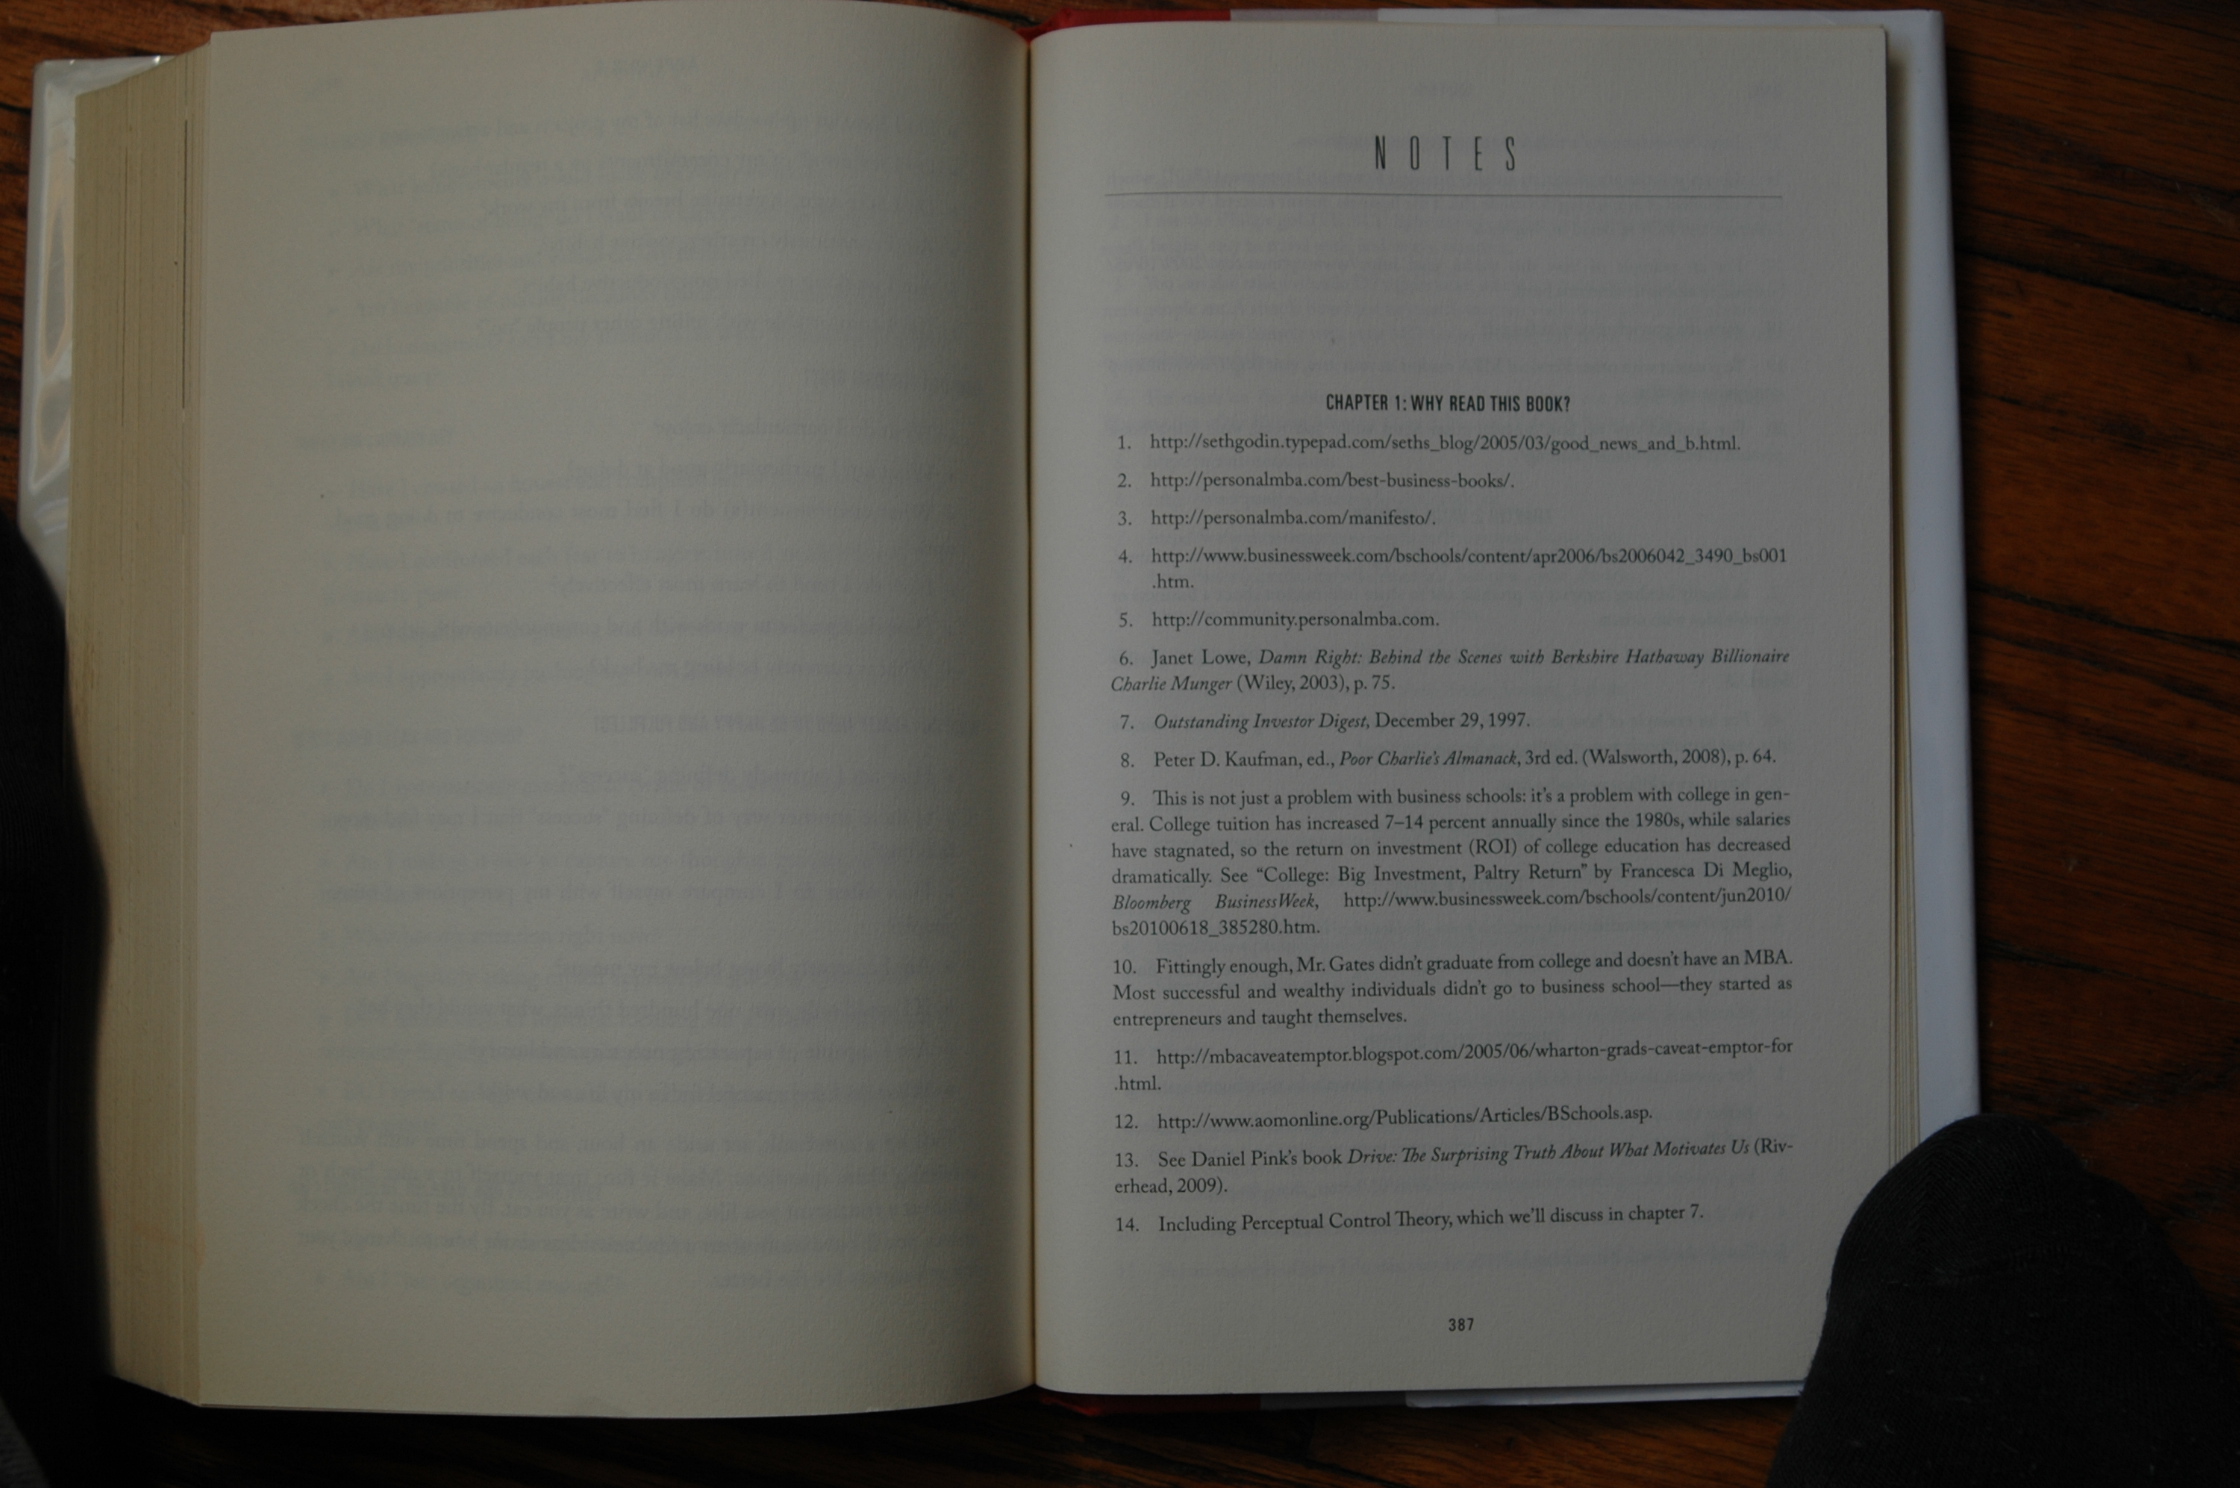 NOTES
CHAPTER 1: WHY READ THIS BOOK?
1. http://sethgodin.typepad.com/seths_blog/2005/03/good_news_and_b.html.
2. http://personalmba.com/best-business-books/.
3. http://personalmba.com/manifesto/.
4. http://www.businessweek.com/bschools/content/apr2006/bs2006042_3490_bs001
.htm.
5. http://community.personalmba.com.
6. Janet Lowe, Damn Right: Behind the Scenes with Berkshire Hathaway Billionaire
Charlie Munger (Wiley, 2003), p. 75.
7. Outstanding Investor Digest, December 29, 1997.
8. Peter D. Kaufman, ed., Poor Charlie's Almanack, 3rd ed. (Walsworth, 2008), p. 64.
9. This is not just a problem with business schools: it's a problem with college in gen-
eral. College tuition has increased 7–14 percent annually since the 1980s, while salaries
have stagnated, so the return on investment (ROI) of college education has decreased
dramatically. See “College: Big Investment, Paltry Return” by Francesca Di Meglio,
Bloomberg BusinessWeek, http://www.businessweek.com/bschools/content/jun2010/
bs20100618_385280.htm.
10. Fittingly enough, Mr. Gates didn't graduate from college and doesn't have an MBA.
Most successful and wealthy individuals didn't go to business school—they started as
entrepreneurs and taught themselves.
11. http://mbacaveatemptor.blogspot.com/2005/06/wharton-grads-caveat-emptor-for
.html.
12. http://www.aomonline.org/Publications/Articles/BSchools.asp.
13. See Daniel Pink's book Drive: The Surprising Truth About What Motivates Us (Riv-
erhead, 2009).
14. Including Perceptual Control Theory, which we'll discuss in chapter 7.
387